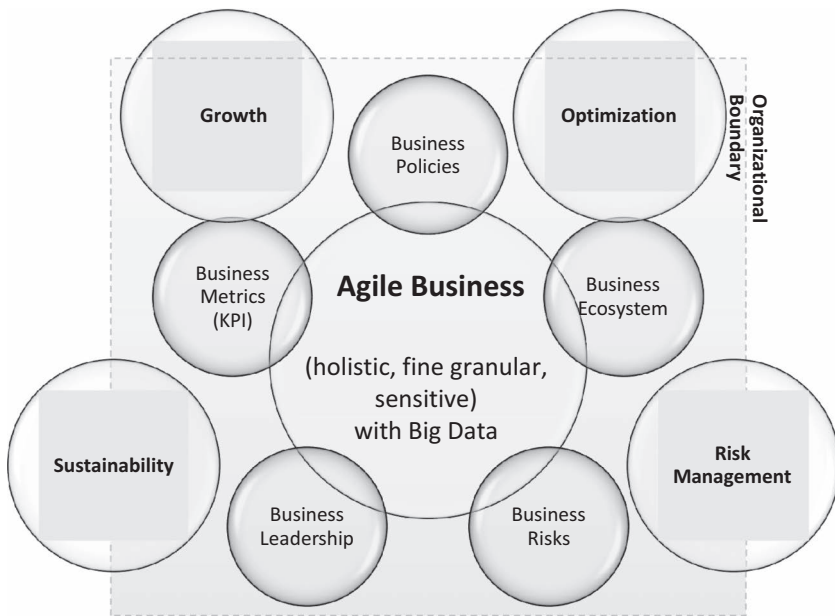 Growth
Optimization
Organizational
Boundary
Business
Policies
Business
Metrics
(KPI)
Agile Business
Business
Ecosystem
(holistic, fine granular,
sensitive)
with Big Data
Sustainability
Risk
Management
Business
Leadership
Business
Risks